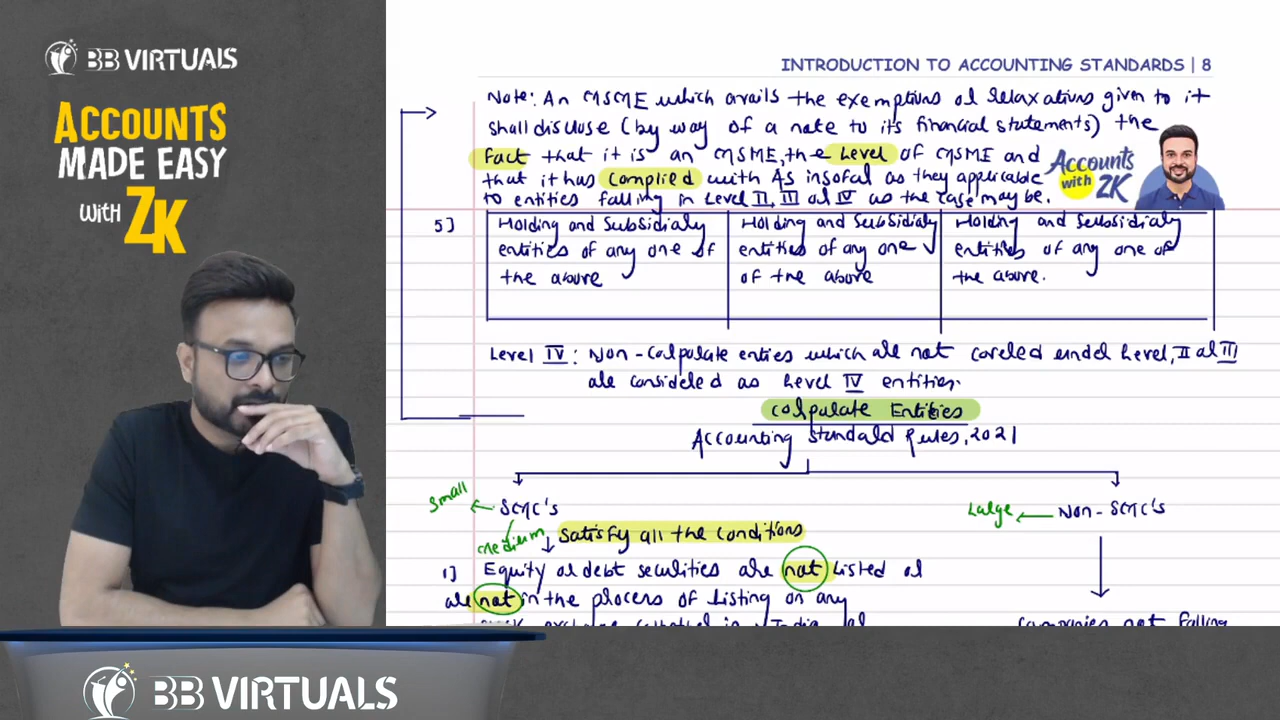 BB VIRTUALS
ACCOUNTS
MADE EASY
with ZK
INTRODUCTION TO ACCOUNTING STANDARDS | 8
Note: An MSME which avails the exemptions or relaxations given to it
shall disclose (by way of a note to its financial statements) the
fact that it is an MSME, the Level of MSME and
that it has complied with AS insofar as they applicable
to entities falling in Level II, III or IV as the case may be.
Accounts
with ZK
5] Holding and Subsidiary Holding and Subsidiary Holding and Subsidiary
entities of any one of entities of any one entities of any one of
the above of the above the above.
Level IV: Non-corporate enties which are not covered under Level, II or III
are considered as Level IV entities.
Corporate Entities
Accounting Standard Rules, 2021
Small SMC's Large Non-SMC's
medium Satisfy all the conditions
1] Equity or debt securities are not listed or
are not in the process of listing on any
companies not falling
BB VIRTUALS